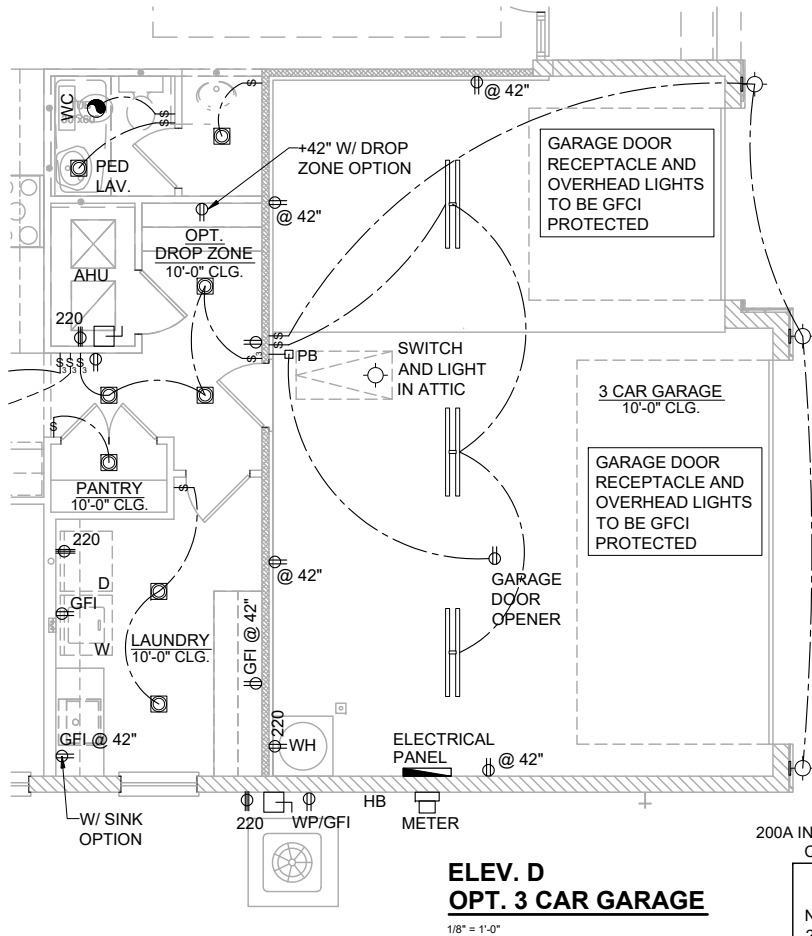 @ 42"
WC
PED
LAV.
+42" W/ DROP
ZONE OPTION
GARAGE DOOR
RECEPTACLE AND
OVERHEAD LIGHTS
TO BE GFCI
PROTECTED
@ 42"
OPT.
DROP ZONE
10'-0" CLG.
AHU
220
S
S
S
S
S
S
S3
PB
SWITCH
AND LIGHT
IN ATTIC
S3
S3
S3
3 CAR GARAGE
10'-0" CLG.
S
GARAGE DOOR
RECEPTACLE AND
OVERHEAD LIGHTS
TO BE GFCI
PROTECTED
PANTRY
10'-0" CLG.
S
220
D
@ 42"
GARAGE
DOOR
OPENER
GFI
W
LAUNDRY
10'-0" CLG.
GFI @ 42"
GFI @ 42"
220
WH
ELECTRICAL
PANEL
@ 42"
W/ SINK
OPTION
220
WP/GFI
HB
METER
200A IN
ELEV. D
OPT. 3 CAR GARAGE
1/8" = 1'-0"